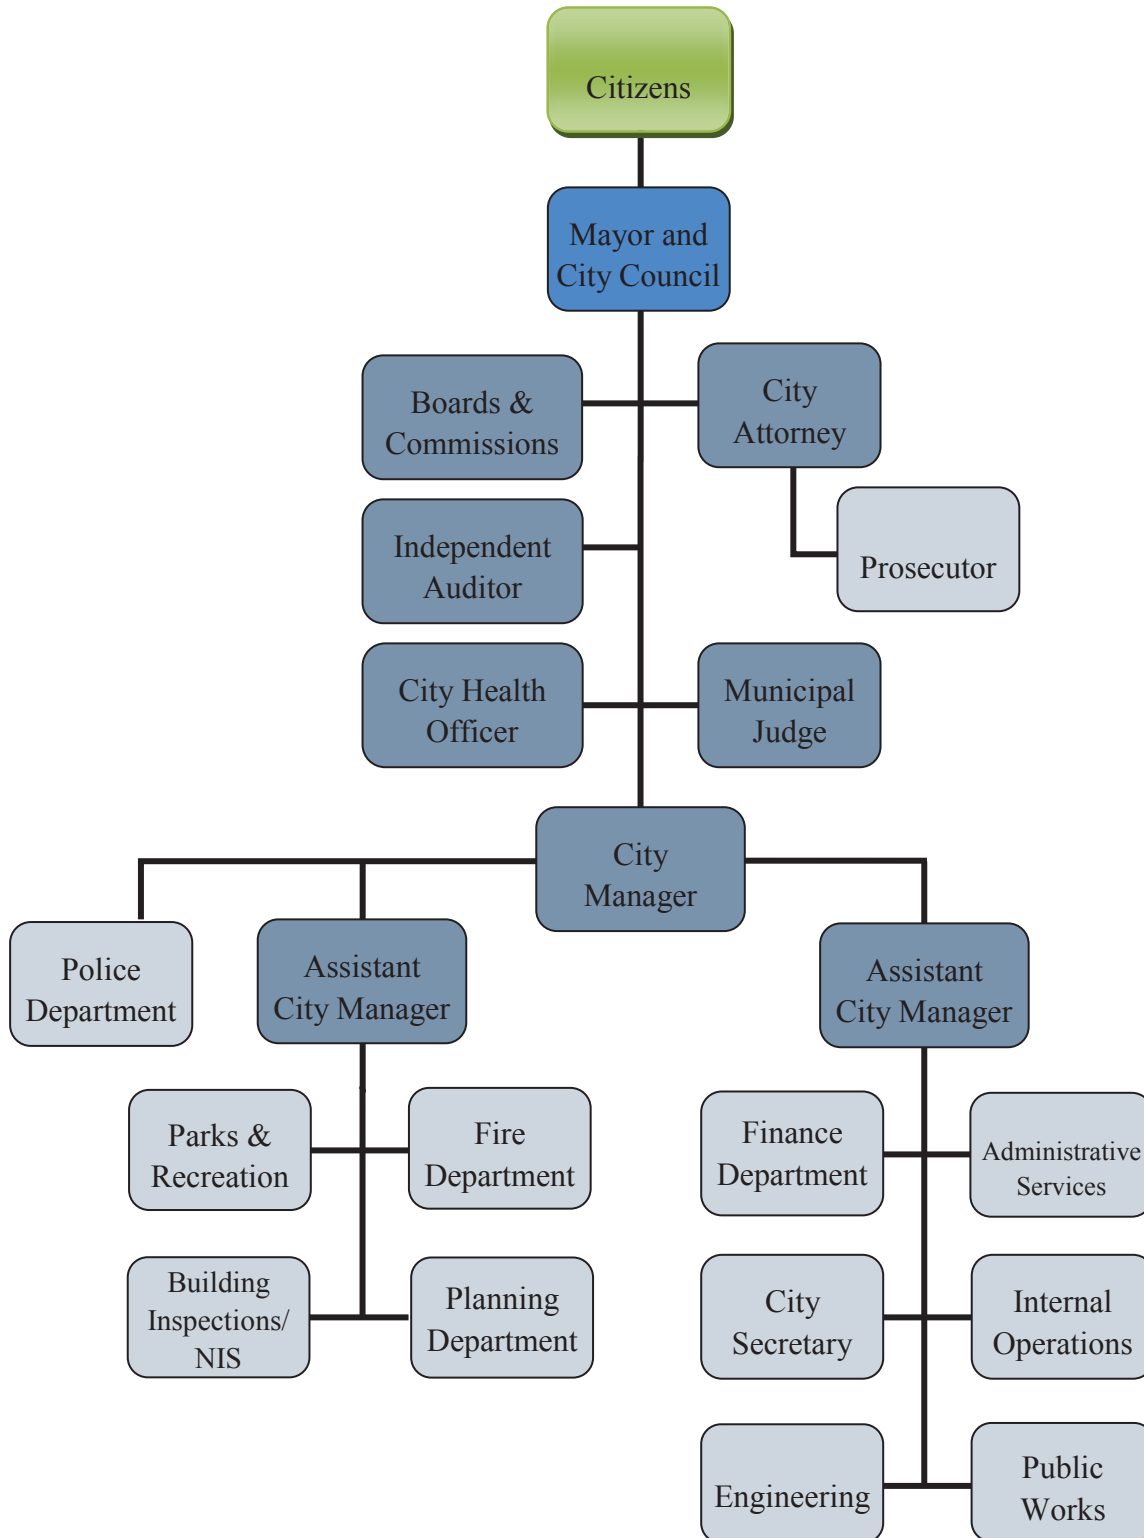 Citizens
Mayor and
City Council
Boards &
Commissions
City
Attorney
Independent
Auditor
Prosecutor
City Health
Officer
Municipal
Judge
City
Manager
Police
Department
Assistant
City Manager
Assistant
City Manager
Parks &
Recreation
Fire
Department
Finance
Department
Administrative
Services
Building
Inspections/
NIS
Planning
Department
City
Secretary
Internal
Operations
Engineering
Public
Works